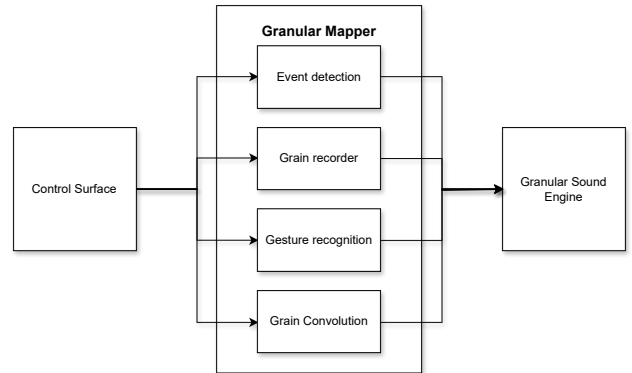 Granular Mapper
Event detection
Grain recorder
Control Surface
Granular Sound
Engine
Gesture recognition
Grain Convolution